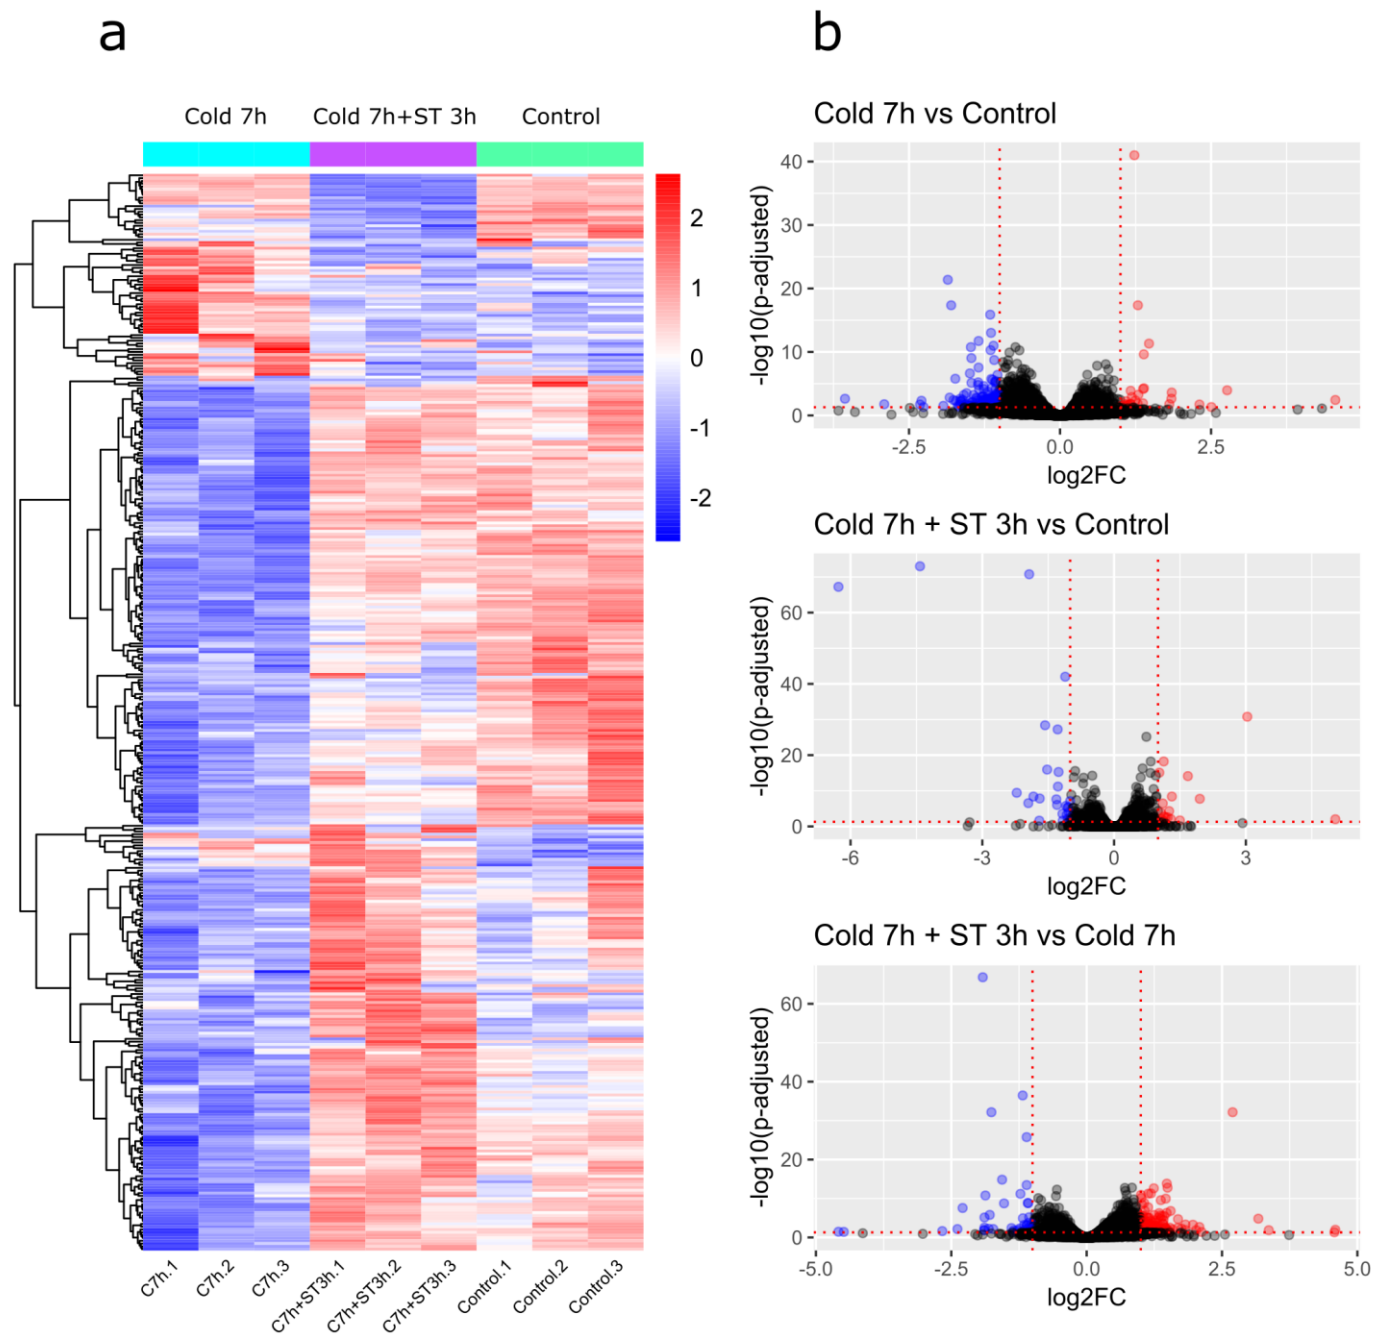 a
b
Cold 7h
Cold 7h+ST 3h
Control
2
1
0
-1
-2
C7h.1
C7h.2
C7h.3
C7h+ST3h.1
C7h+ST3h.2
C7h+ST3h.3
Control.1
Control.2
Control.3
Cold 7h vs Control
-log10(p-adjusted)
40
30
20
10
0
-2.5
0.0
2.5
log2FC
Cold 7h + ST 3h vs Control
-log10(p-adjusted)
60
40
20
0
-6
-3
0
3
log2FC
Cold 7h + ST 3h vs Cold 7h
-log10(p-adjusted)
60
40
20
0
-5.0
-2.5
0.0
2.5
5.0
log2FC